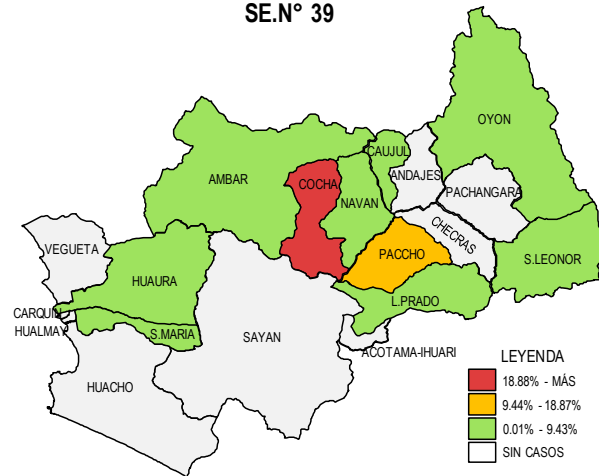 SE.N° 39
OYON
CAUJUL
ANDAJES
AMBAR
COCHA
PACHANGARA
NAVAN
CHECRAS
VEGUETA
PACCHO
S.LEONOR
HUAURA
L.PRADO
CARQUIN
HUALMAY
S.MARIA
SAYAN
ACOTAMA-IHUARI
HUACHO
LEYENDA
18.88% - MÁS
9.44% - 18.87%
0.01% - 9.43%
SIN CASOS